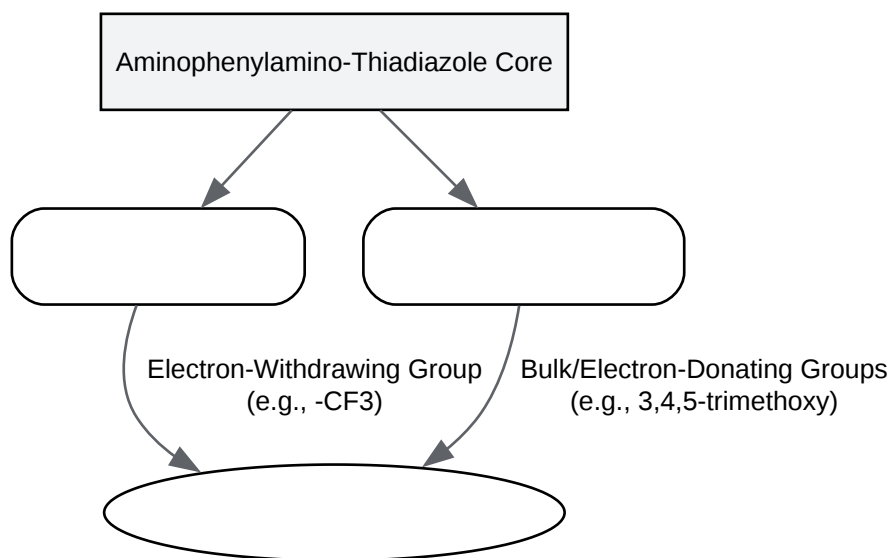 Aminophenylamino-Thiadiazole Core
Electron-Withdrawing Group
(e.g., -CF3)
Bulk/Electron-Donating Groups
(e.g., 3,4,5-trimethoxy)